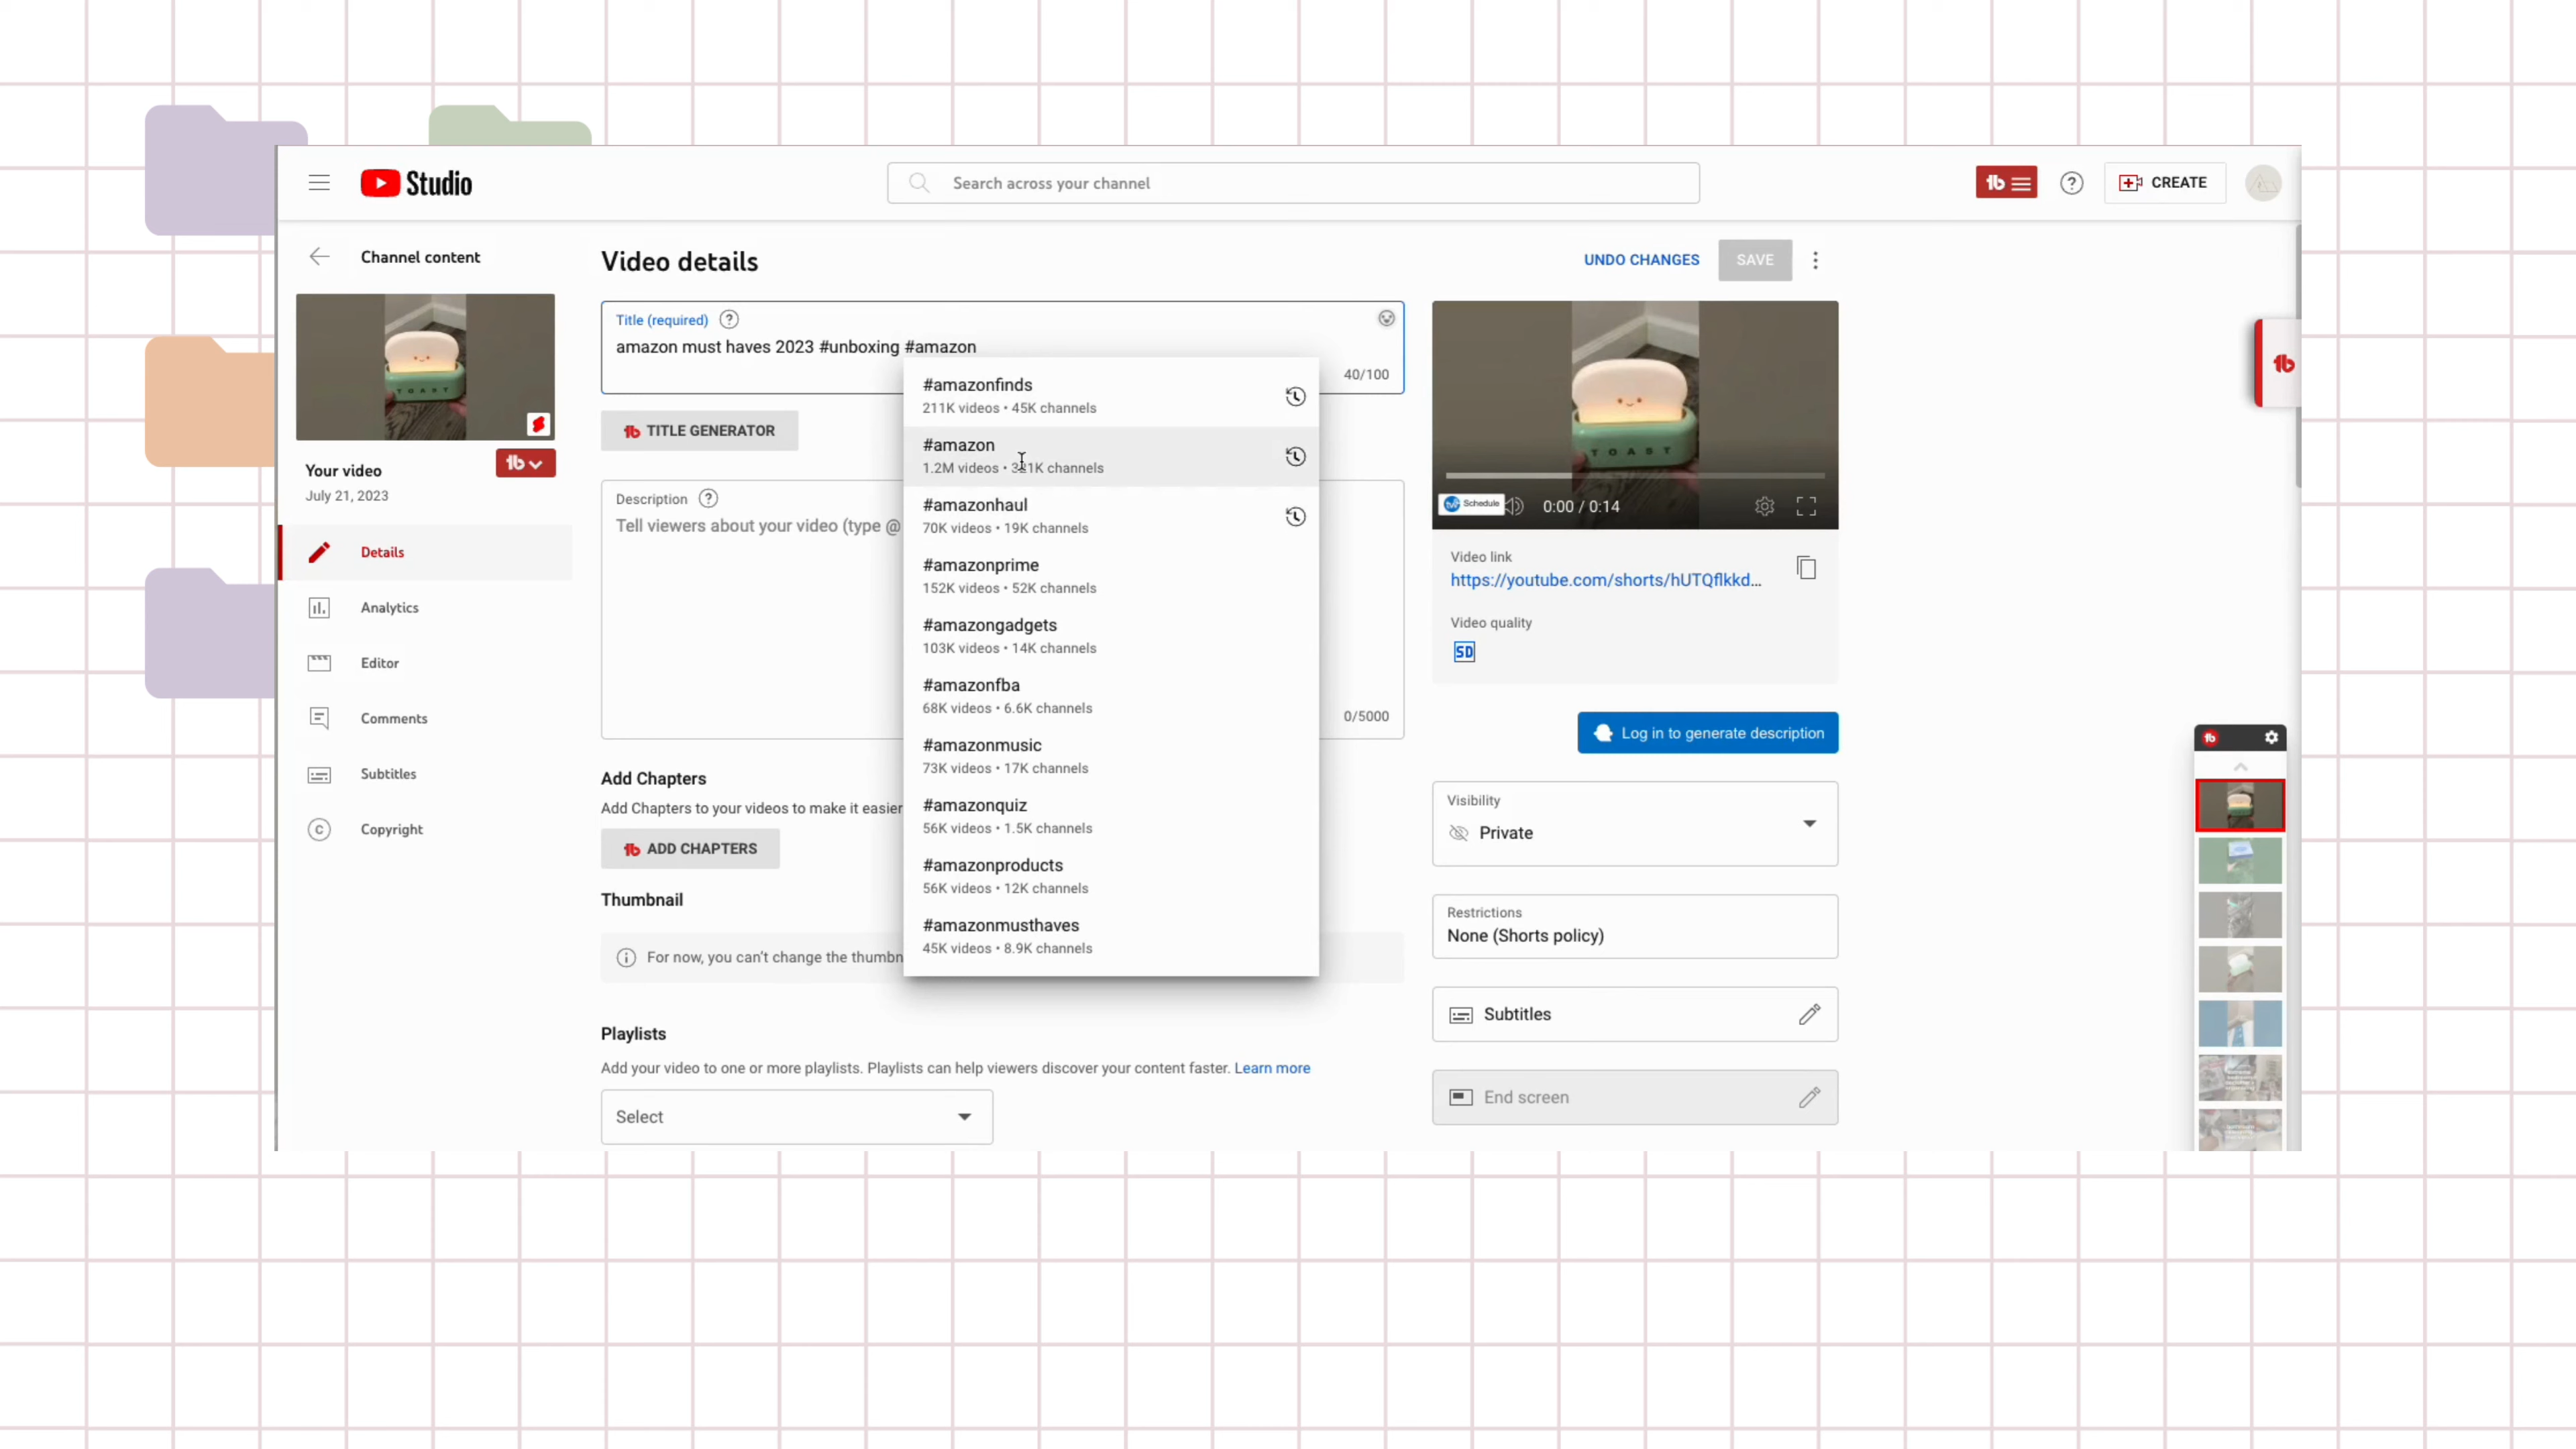 Studio
Search across your channel
CREATE
Channel content
Your video
July 21, 2023
Details
Analytics
Editor
Comments
Subtitles
Copyright
Video details
UNDO CHANGES
SAVE
Title (required)
amazon must haves 2023 #unboxing #amazon
40/100
TITLE GENERATOR
Description
Tell viewers about your video (type @
0/5000
#amazonfinds
211K videos • 45K channels
#amazon
1.2M videos • channels
#amazonhaul
70K videos • 19K channels
#amazonprime
152K videos • 52K channels
#amazongadgets
103K videos • 14K channels
#amazonfba
68K videos • 6.6K channels
#amazonmusic
73K videos • 17K channels
#amazonquiz
56K videos • 1.5K channels
#amazonproducts
56K videos • 12K channels
#amazonmusthaves
45K videos • 8.9K channels
Add Chapters
Add Chapters to your videos to make it easier
ADD CHAPTERS
Thumbnail
For now, you can't change the thumbn
Playlists
Add your video to one or more playlists. Playlists can help viewers discover your content faster. Learn more
Select
TOAST
TOAST
Schedule
0:00 / 0:14
Video link
https://youtube.com/shorts/hUTQflkkd...
Video quality
SD
Log in to generate description
Visibility
Private
Restrictions
None (Shorts policy)
Subtitles
End screen